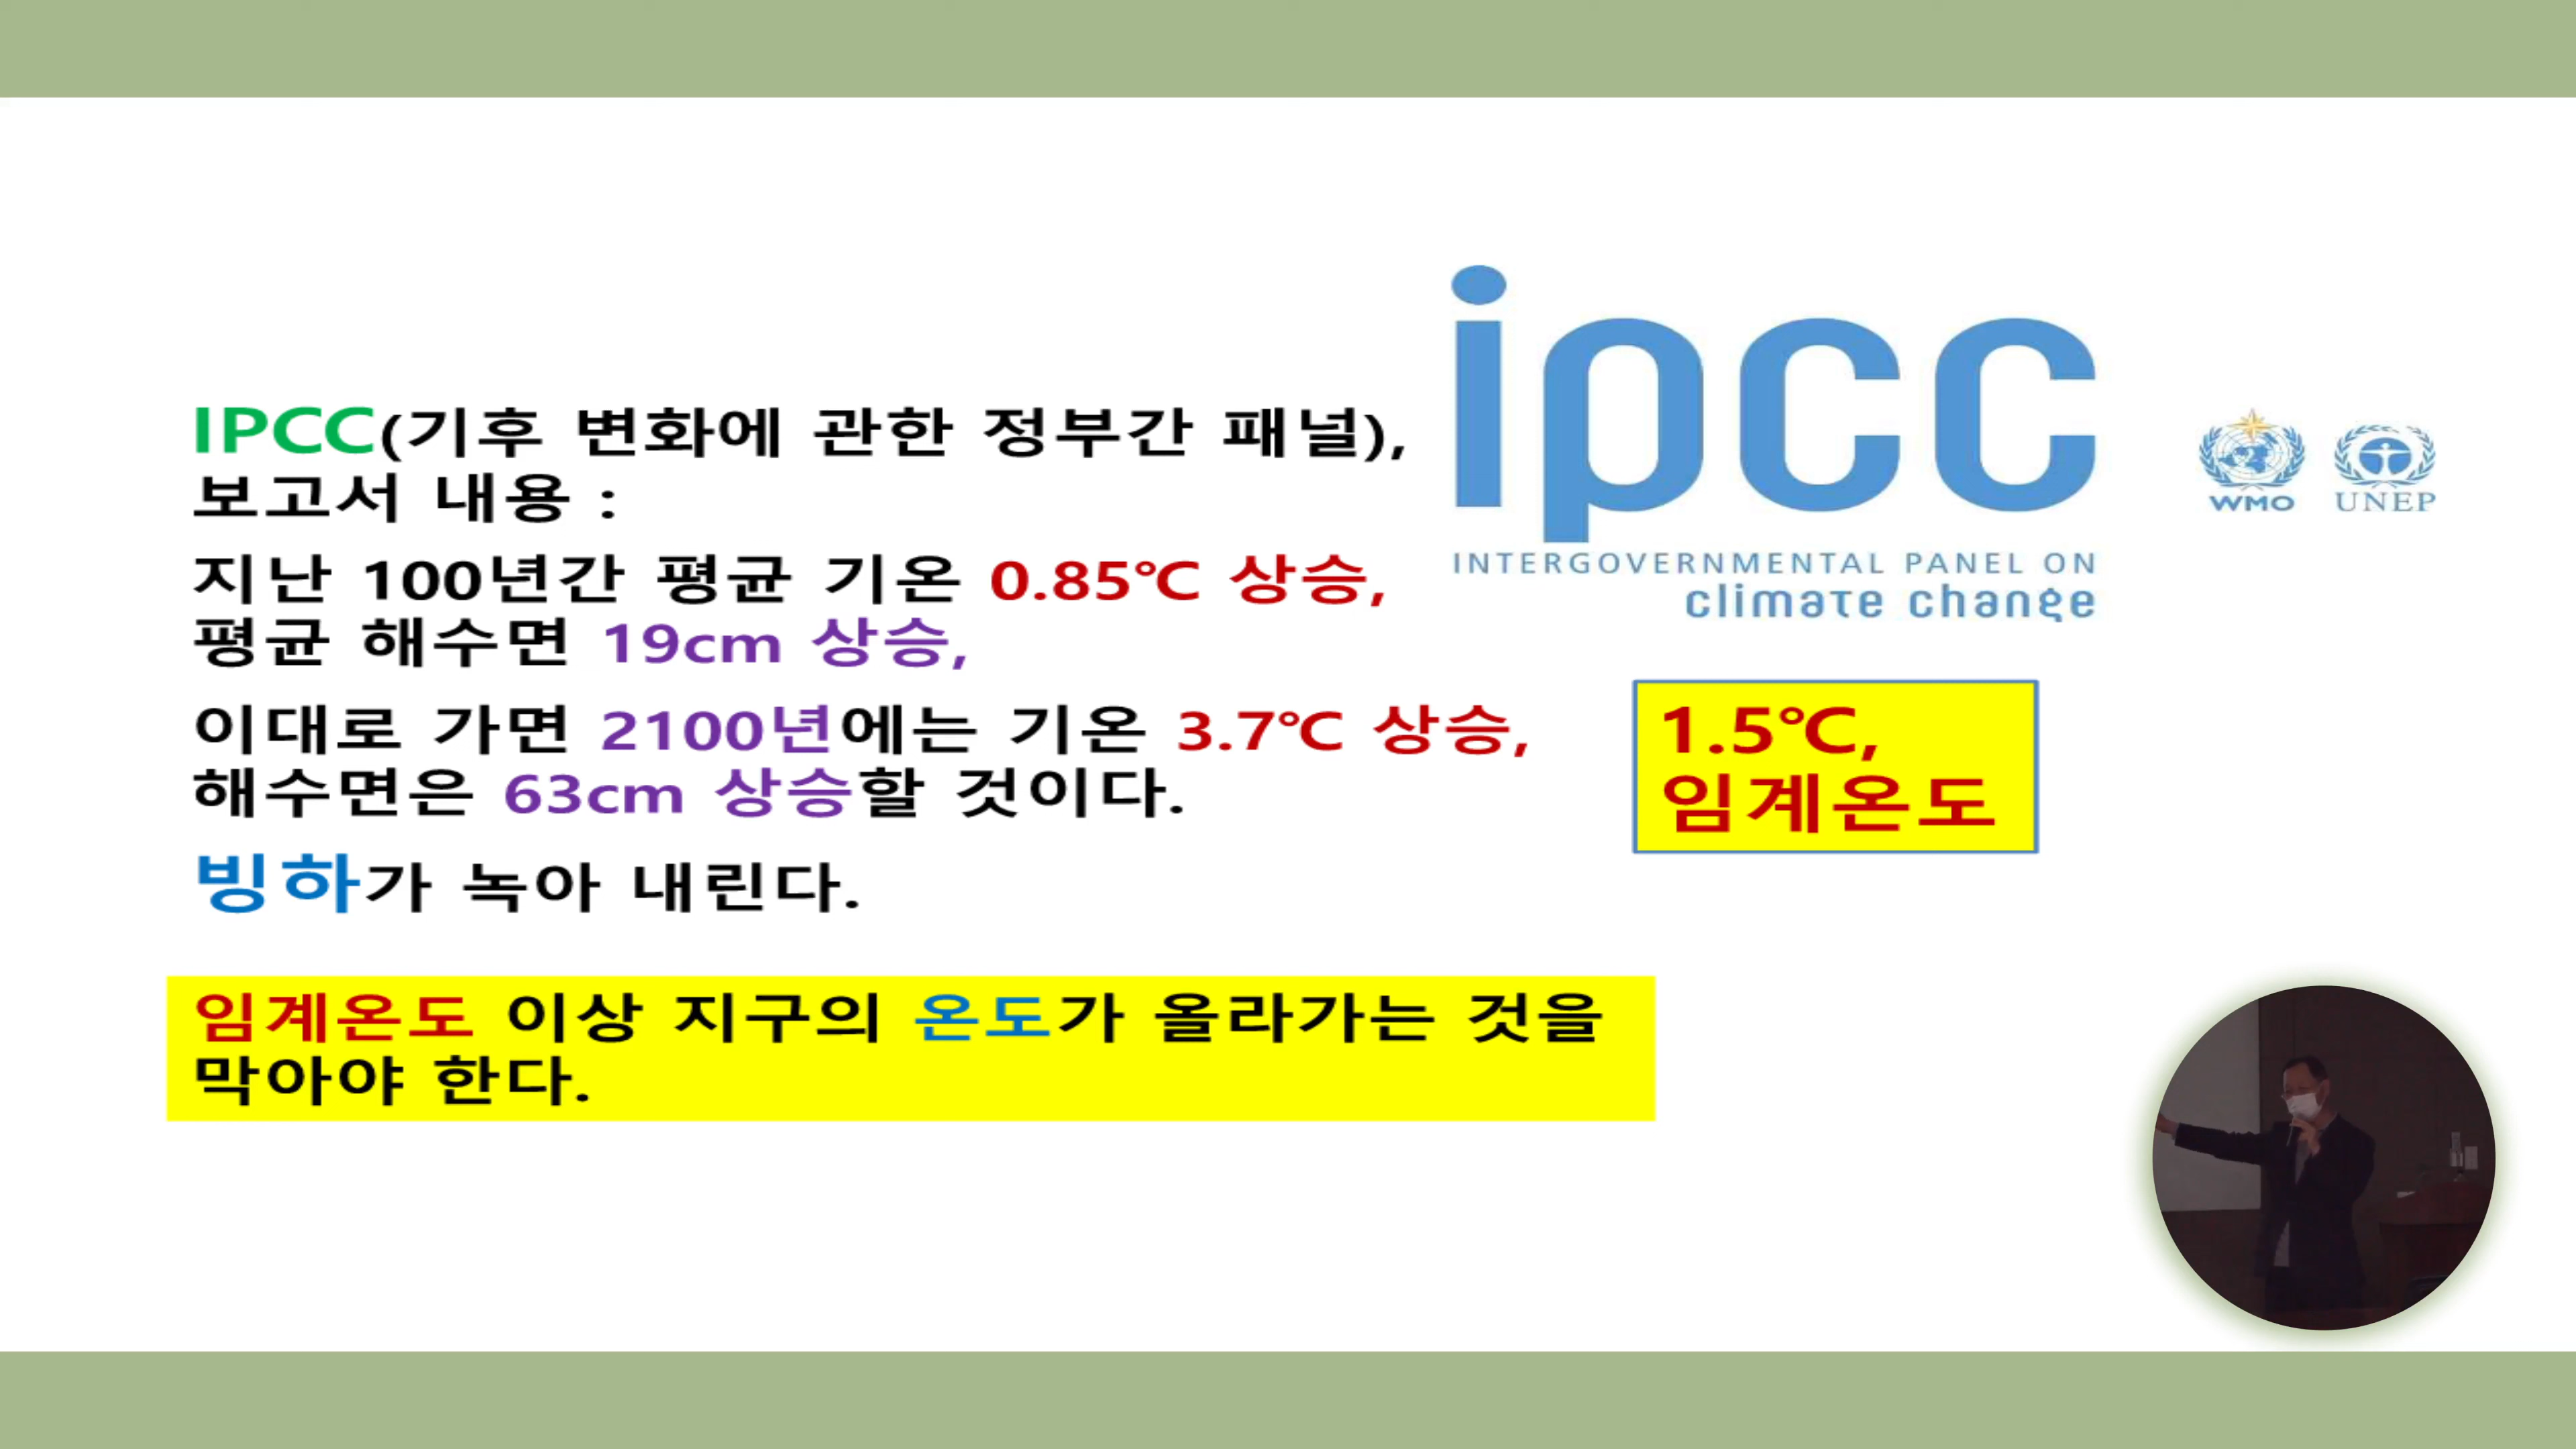 IPCC(기후 변화에 관한 정부간 패널),
보고서 내용 :
지난 100년간 평균 기온 0.85℃ 상승,
평균 해수면 19cm 상승,
이대로 가면 2100년에는 기온 3.7℃ 상승,
해수면은 63cm 상승할 것이다.
빙하가 녹아 내린다.
임계온도 이상 지구의 온도가 올라가는 것을
막아야 한다.
ipcc
INTERGOVERNMENTAL PANEL ON
climate change
WMO
UNEP
1.5℃,
임계온도